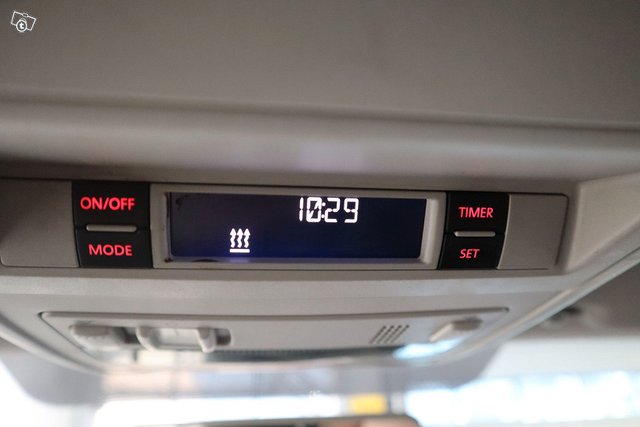 ON/OFF
10:29
TIMER
MODE
SET